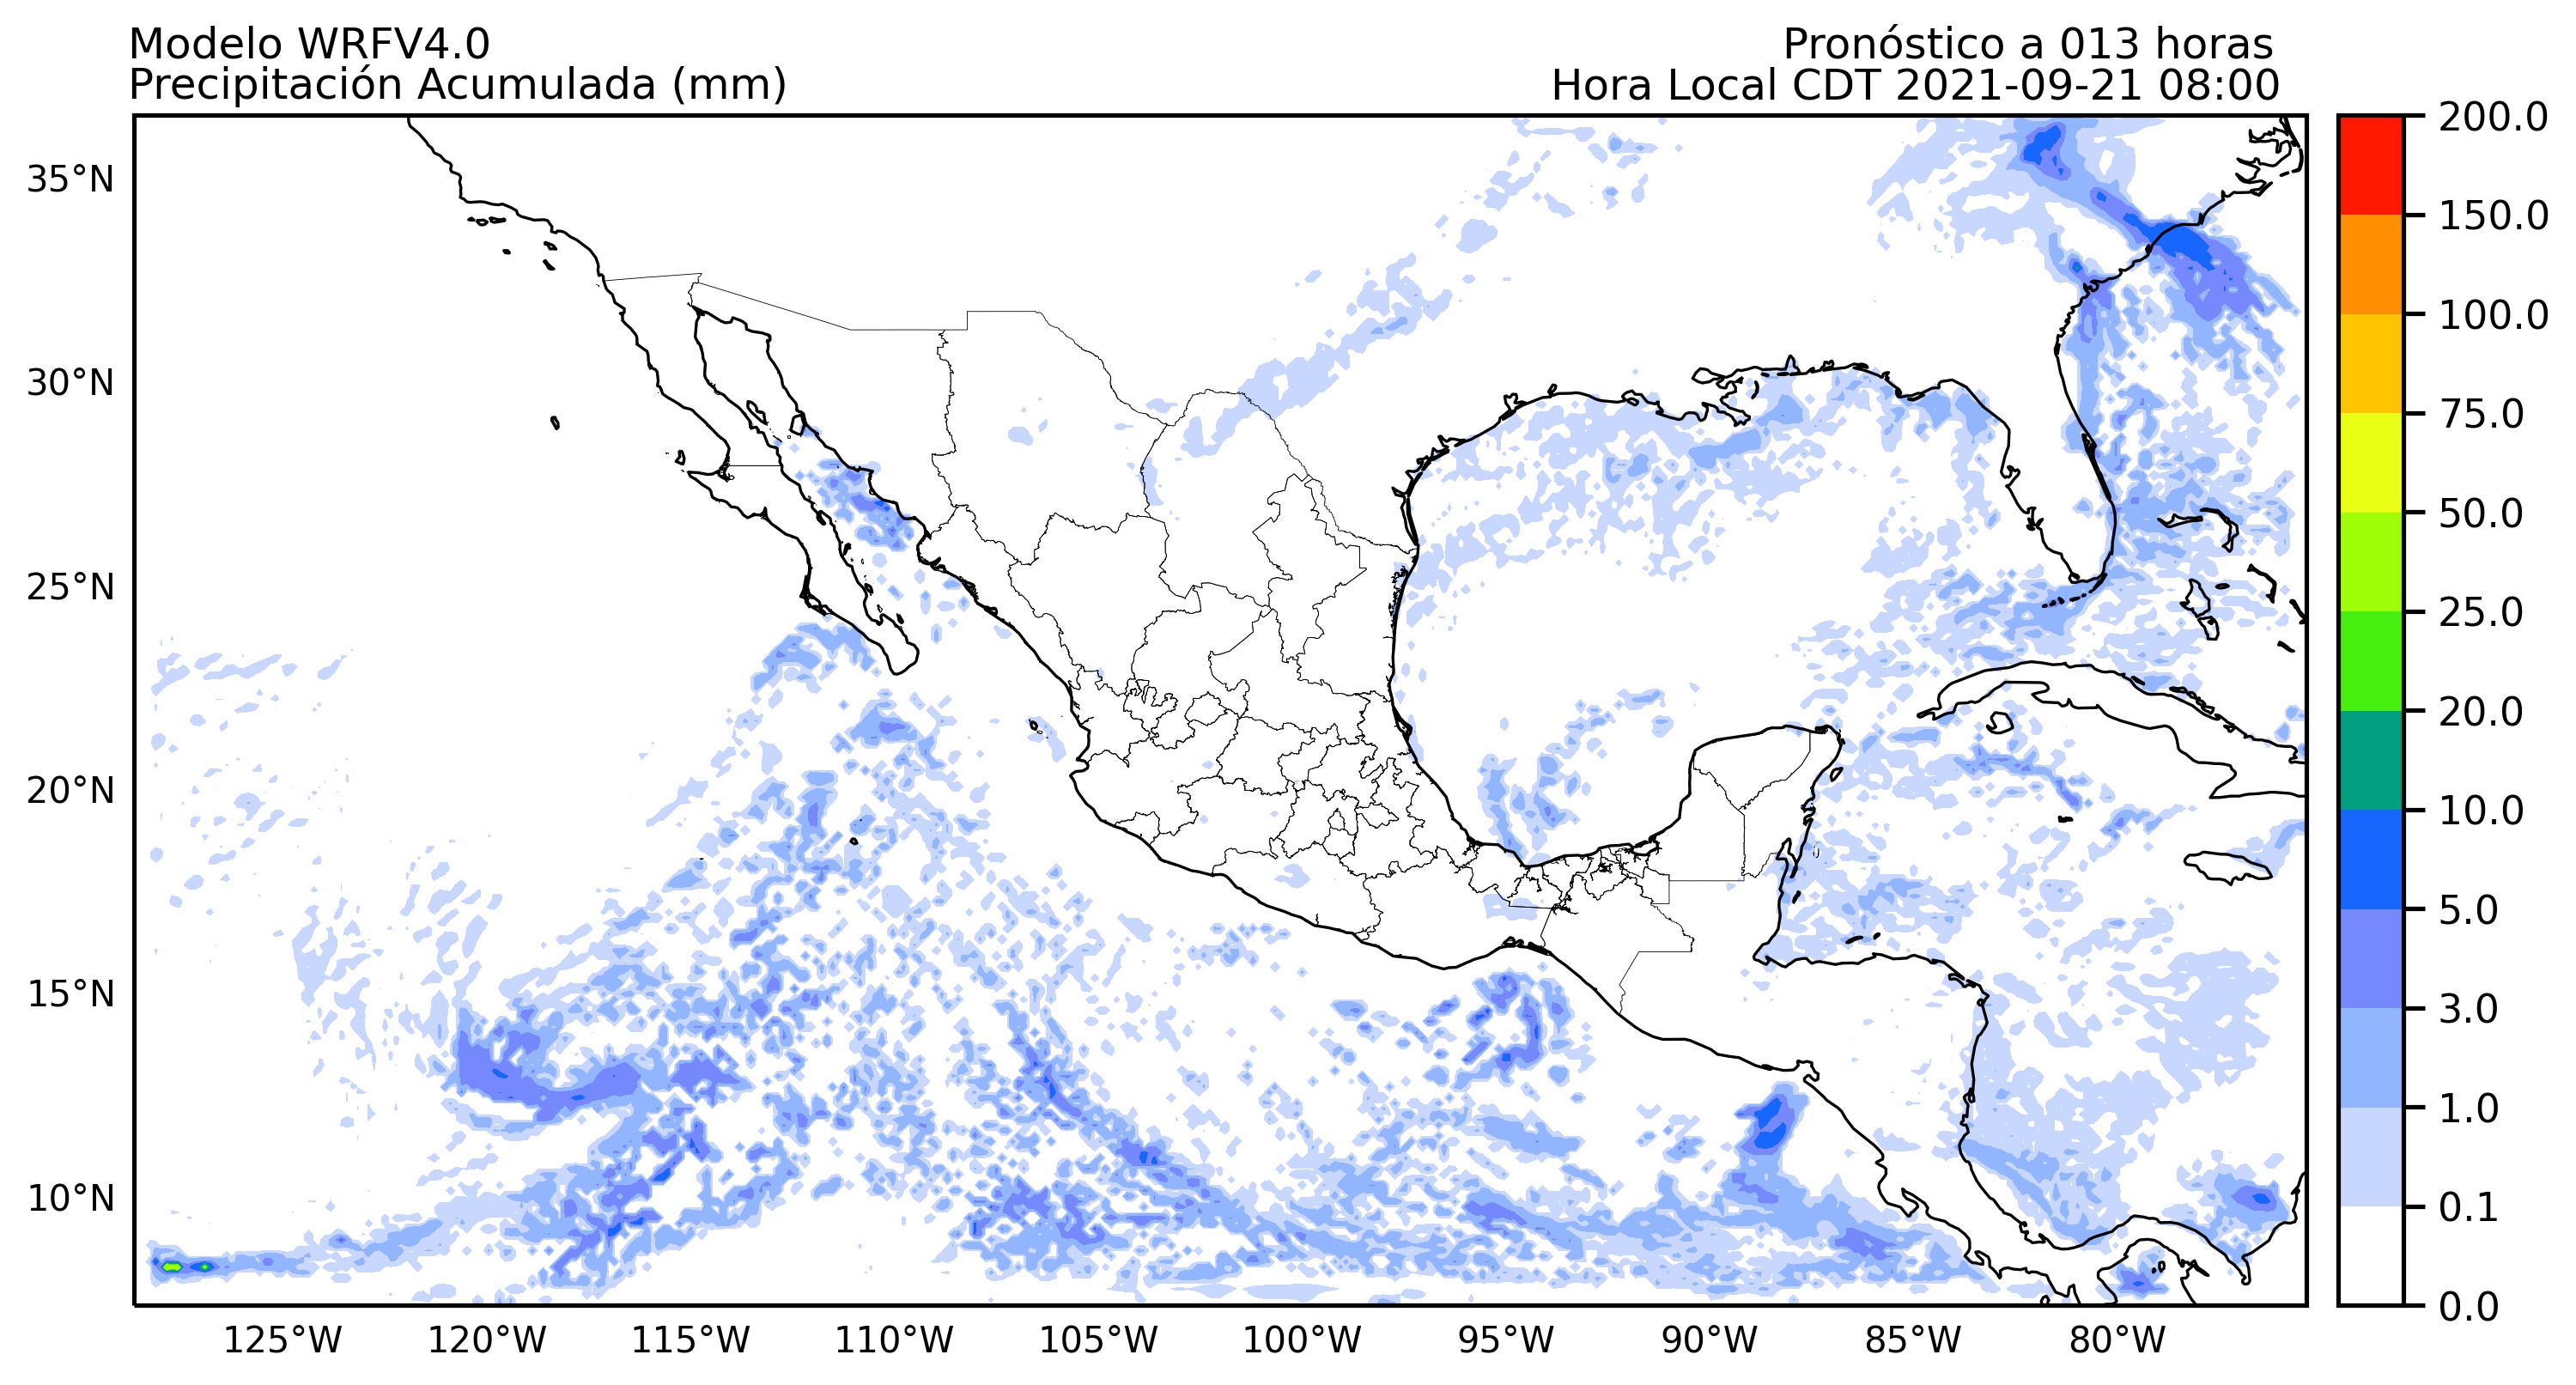 Modelo WRFV4.0
Precipitación Acumulada (mm)
Pronóstico a 013 horas
Hora Local CDT 2021-09-21 08:00
35°N
30°N
25°N
20°N
15°N
10°N
125°W
120°W
115°W
110°W
105°W
100°W
95°W
90°W
85°W
80°W
200.0
150.0
100.0
75.0
50.0
25.0
20.0
10.0
5.0
3.0
1.0
0.1
0.0